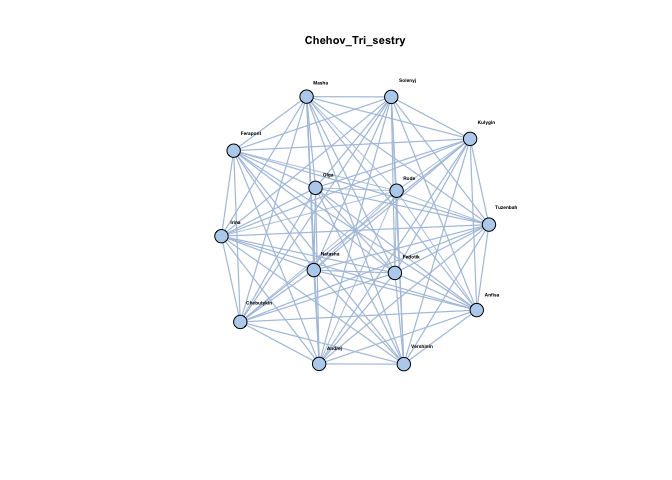 Chehov_Tri_sestry
Masha
Solenyj
Kulygin
Ferapont
Olga
Rode
Tuzenbah
Irina
Natasha
Fedotik
Anfisa
Chebutykin
Andrej
Vershinin